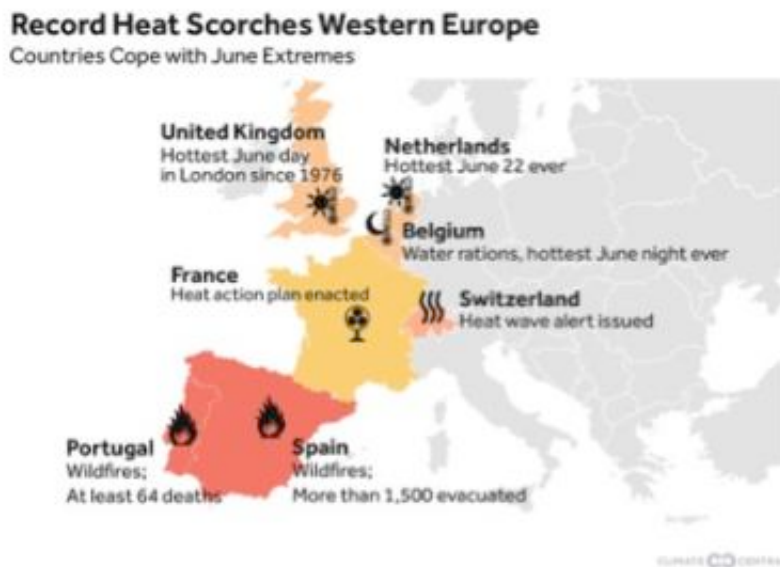 Record Heat Scorches Western Europe
Countries Cope with June Extremes
United Kingdom
Hottest June day
in London since 1976
Netherlands
Hottest June 22 ever
Belgium
Water rations, hottest June night ever
France
Heat action plan enacted
Switzerland
Heat wave alert issued
Portugal
Wildfires;
At least 64 deaths
Spain
Wildfires;
More than 1,500 evacuated
CLIMATE CENTRAL